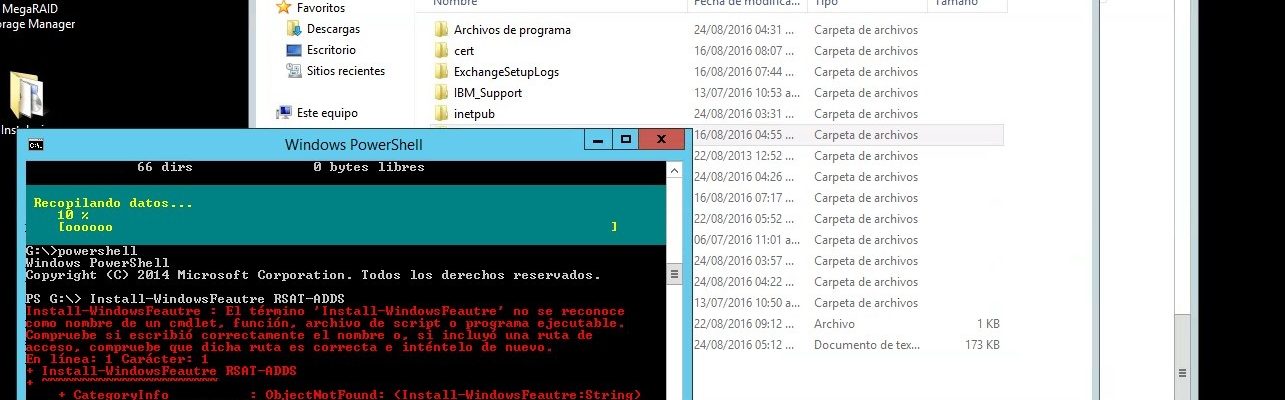 MegaRAID
orage Manager
Favoritos
Descargas
Escritorio
Sitios recientes
Este equipo
Nombre
Fecha de modifica...
Tipo
Tamaño
Archivos de programa 24/08/2016 04:31 ... Carpeta de archivos
cert 16/08/2016 08:07 ... Carpeta de archivos
ExchangeSetupLogs 16/08/2016 07:44 ... Carpeta de archivos
IBM_Support 13/07/2016 10:53 a... Carpeta de archivos
inetpub 24/08/2016 03:31 ... Carpeta de archivos
16/08/2016 04:55 ... Carpeta de archivos
22/08/2013 12:52 ... Carpeta de archivos
24/08/2016 04:26 ... Carpeta de archivos
16/08/2016 07:17 ... Carpeta de archivos
22/08/2016 05:52 ... Carpeta de archivos
06/07/2016 11:01 a... Carpeta de archivos
24/08/2016 03:57 ... Carpeta de archivos
24/08/2016 04:22 ... Carpeta de archivos
13/07/2016 10:50 a... Carpeta de archivos
22/08/2016 09:12 ... Archivo 1 KB
24/08/2016 05:12 ... Documento de tex... 173 KB
Windows PowerShell
66 dirs 0 bytes libres
Recopilando datos...
10 %
[oooooo ]
G:\>powershell
Windows PowerShell
Copyright (C) 2014 Microsoft Corporation. Todos los derechos reservados.
PS G:\> Install-WindowsFeautre RSAT-ADDS
Install-WindowsFeautre : El término 'Install-WindowsFeautre' no se reconoce
como nombre de un cmdlet, función, archivo de script o programa ejecutable.
Compruebe si escribió correctamente el nombre o, si incluyó una ruta de
acceso, compruebe que dicha ruta es correcta e inténtelo de nuevo.
En línea: 1 Carácter: 1
+ Install-WindowsFeautre RSAT-ADDS
+ ~~~~~~~~~~~~~~~~~~~~~~
+ CategoryInfo : ObjectNotFound: (Install-WindowsFeautre:String)